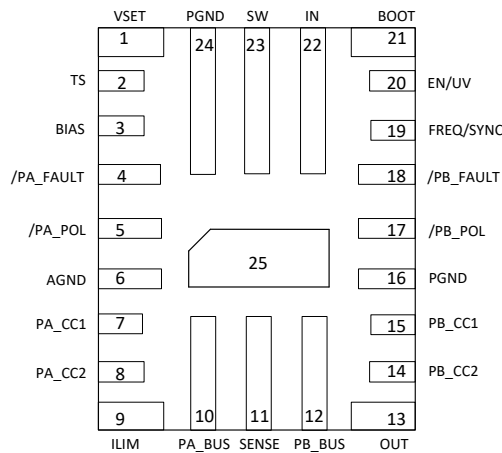 VSET PGND SW IN BOOT
1 24 23 22 21
TS 2 20 EN/UV
BIAS 3 19 FREQ/SYNC
/PA_FAULT 4 18 /PB_FAULT
/PA_POL 5 17 /PB_POL
25
AGND 6 16 PGND
PA_CC1 7 15 PB_CC1
PA_CC2 8 14 PB_CC2
9 10 11 12 13
ILIM PA_BUS SENSE PB_BUS OUT